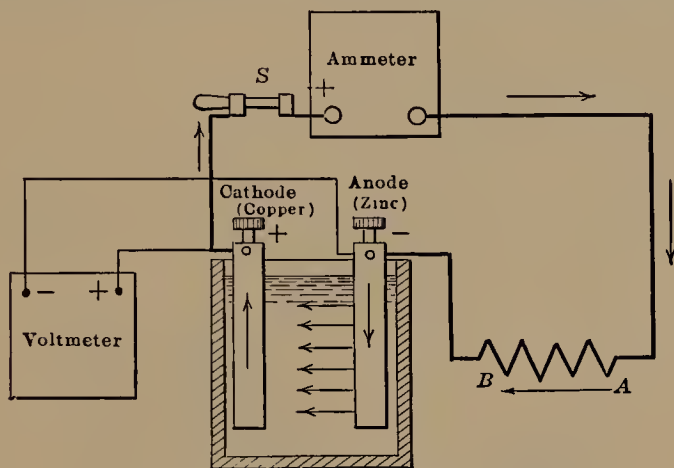 S
Ammeter
+
Cathode
(Copper)
+
Anode
(Zinc)
-
- +
Voltmeter
B A